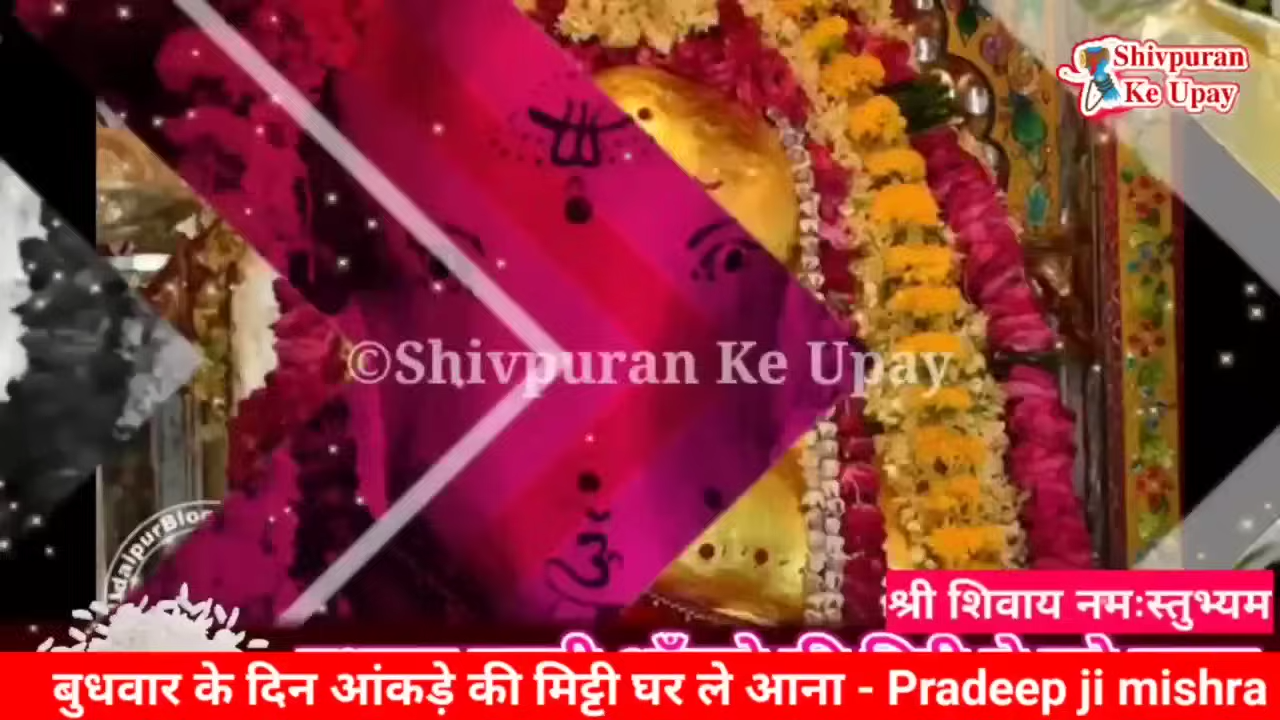 Shivpuran
Ke Upay
©Shivpuran Ke Upay
श्री शिवाय नमःस्तुभ्यम
बुधवार के दिन आंकड़े की मिट्टी घर ले आना - Pradeep ji mishra